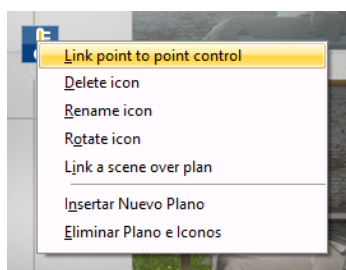 Link point to point control
Delete icon
Rename icon
Rotate icon
Link a scene over plan
Insertar Nuevo Plano
Eliminar Plano e Iconos